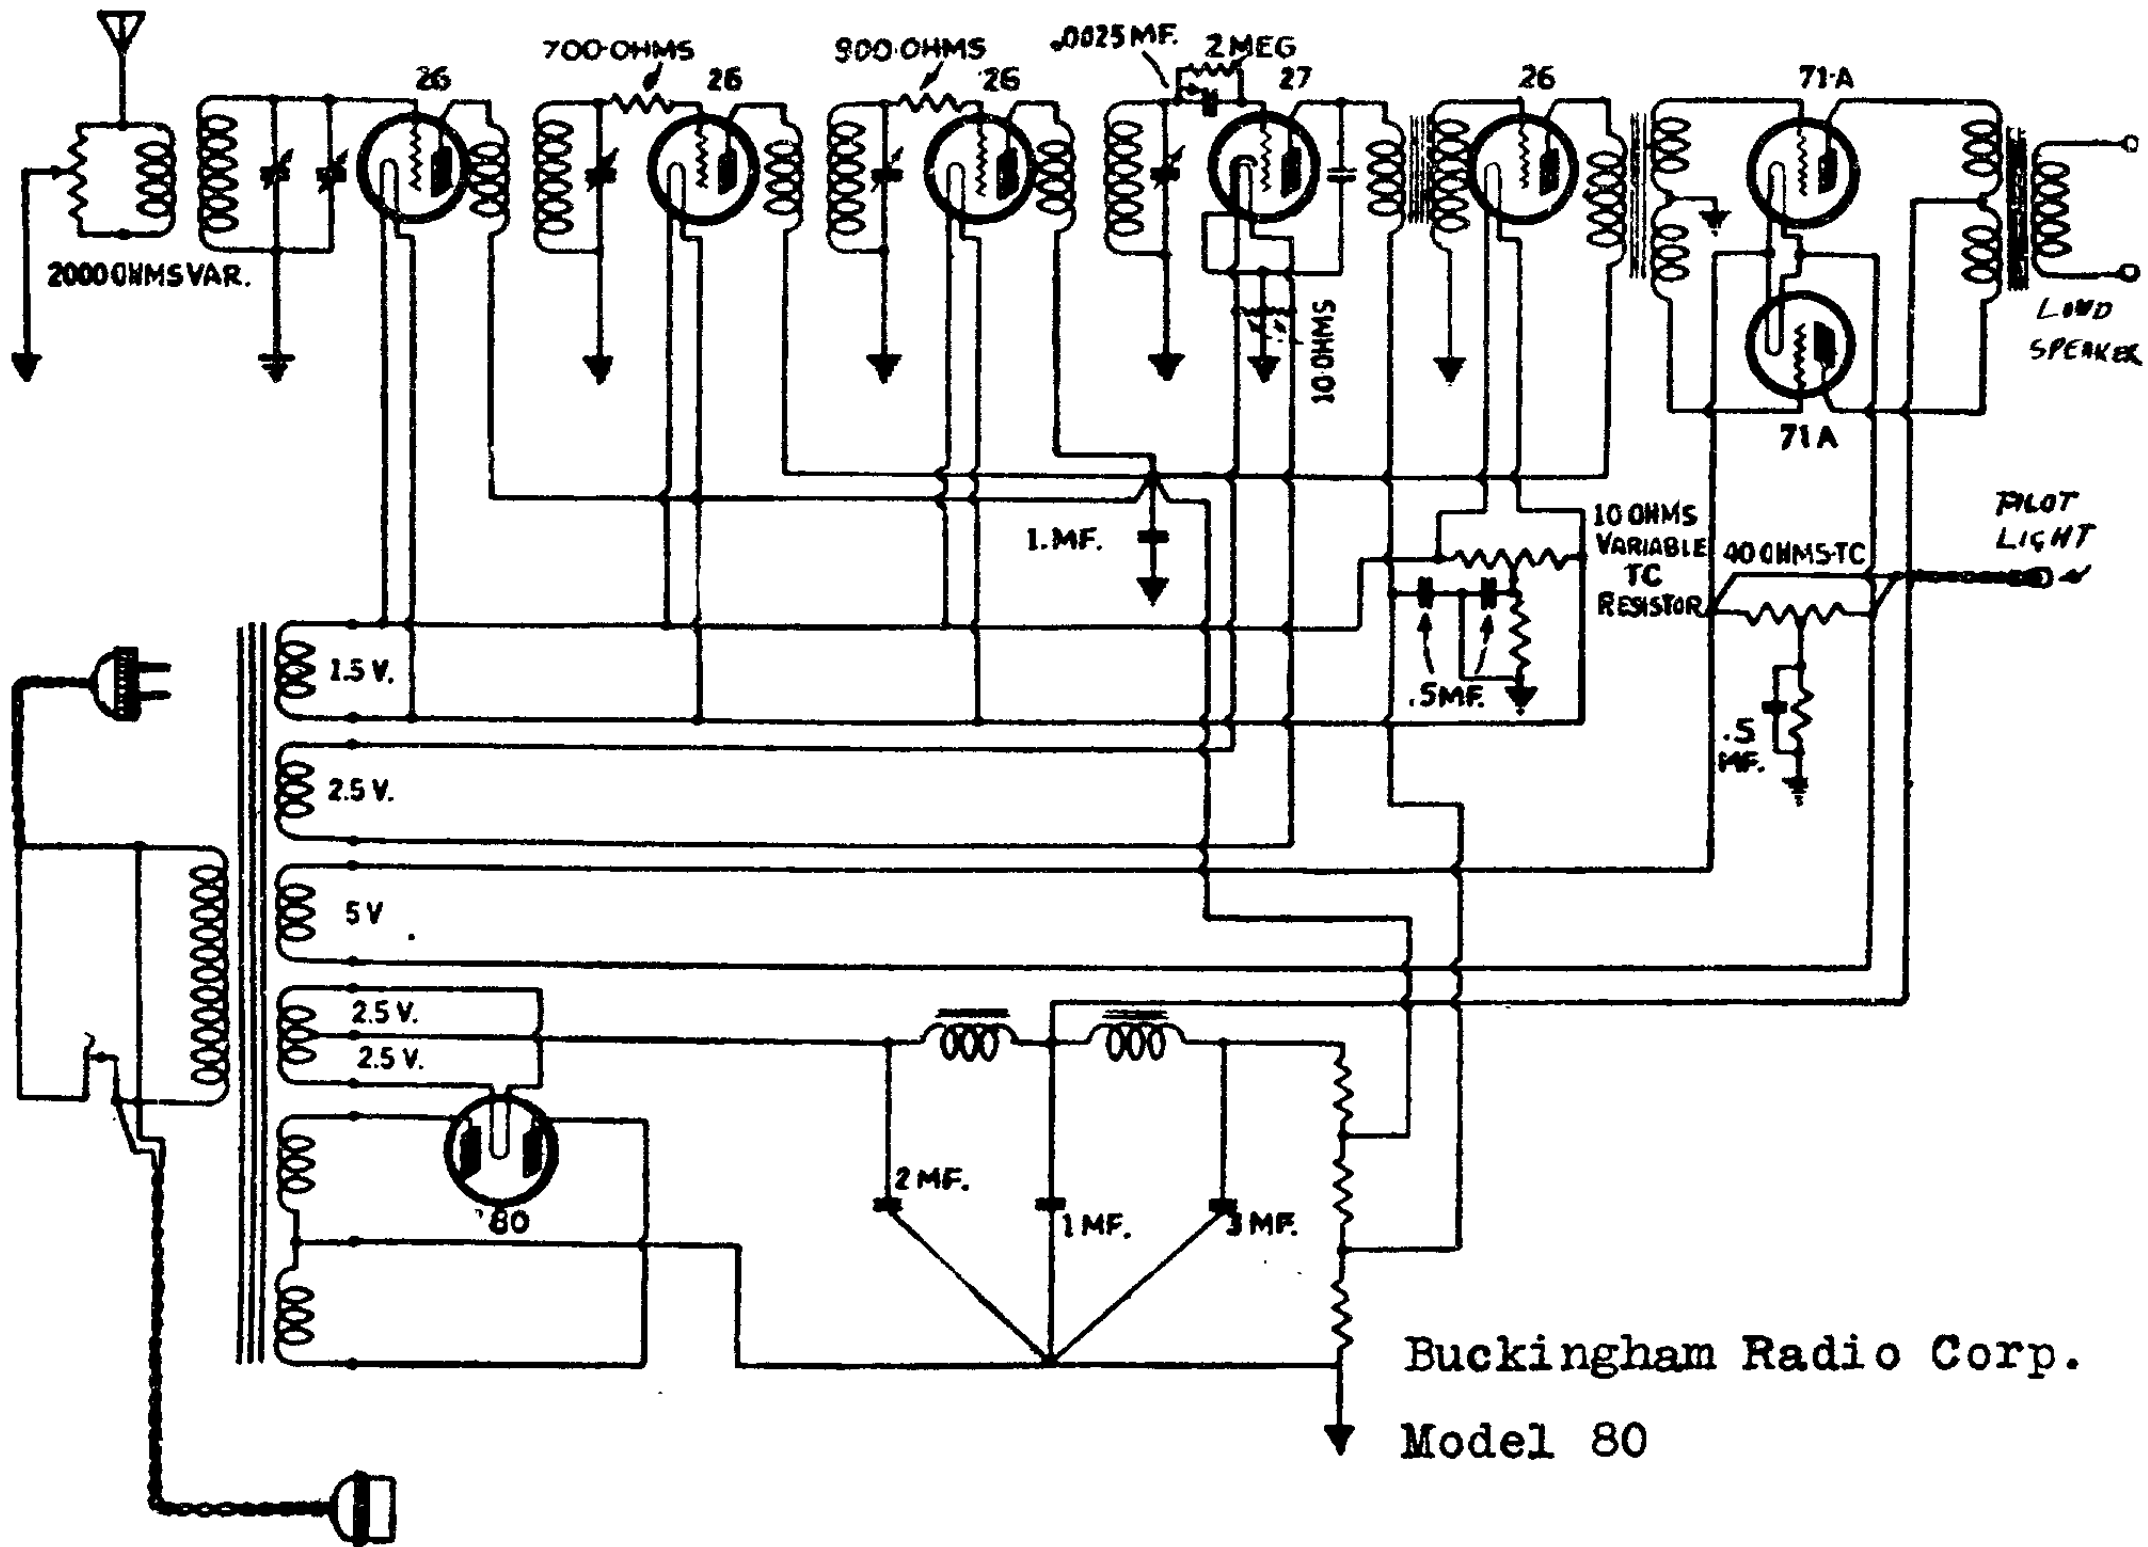 700·OHMS
900·OHMS
.0025 MF.
2 MEG
26
26
26
27
26
71·A
2000 OHMS VAR.
10 OHMS
LOUD
SPEAKER
71A
PILOT
LIGHT
1. MF.
10 OHMS
VARIABLE
TC
RESISTOR
40 OHMS·TC
.5 MF.
.5
MF.
1.5 V.
2.5 V.
5 V
2.5 V.
2.5 V.
80
2 MF.
1 MF.
3 MF.
Buckingham Radio Corp.
Model 80